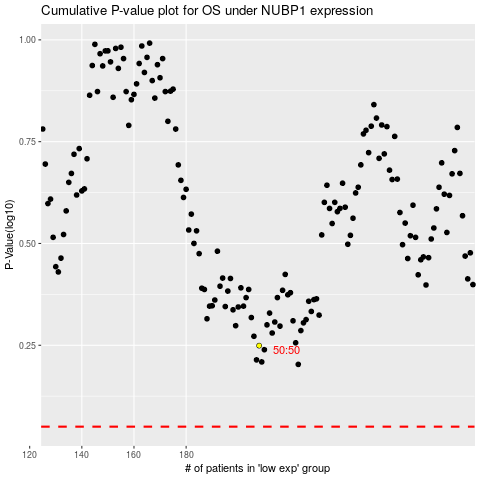 Cumulative P-value plot for OS under NUBP1 expression
P-Value(log10)
1.00
0.75
0.50
0.25
50:50
120 140 160 180
# of patients in 'low exp' group